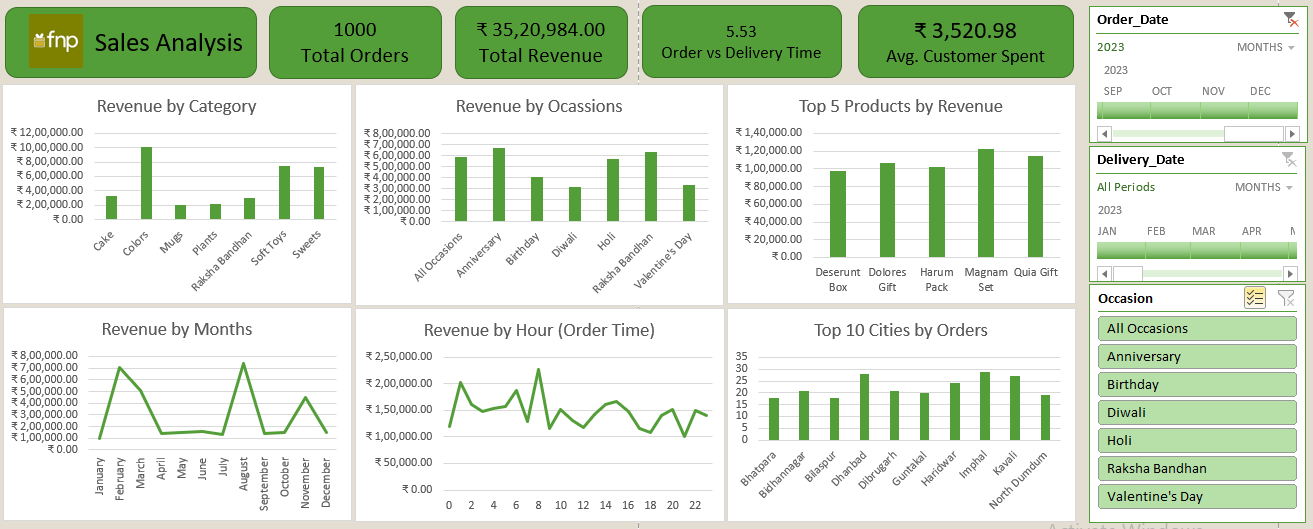 fnp
Sales Analysis
1000
Total Orders
₹ 35,20,984.00
Total Revenue
5.53
Order vs Delivery Time
₹ 3,520.98
Avg. Customer Spent
Revenue by Category
₹ 12,00,000.00
₹ 10,00,000.00
₹ 8,00,000.00
₹ 6,00,000.00
₹ 4,00,000.00
₹ 2,00,000.00
₹ 0.00
Cake
Colors
Mugs
Plants
Raksha Bandhan
Soft Toys
Sweets
Revenue by Ocassions
₹ 8,00,000.00
₹ 7,00,000.00
₹ 6,00,000.00
₹ 5,00,000.00
₹ 4,00,000.00
₹ 3,00,000.00
₹ 2,00,000.00
₹ 1,00,000.00
₹ 0.00
All Occasions
Anniversary
Birthday
Diwali
Holi
Raksha Bandhan
Valentine's Day
Top 5 Products by Revenue
₹ 1,40,000.00
₹ 1,20,000.00
₹ 1,00,000.00
₹ 80,000.00
₹ 60,000.00
₹ 40,000.00
₹ 20,000.00
₹ 0.00
Deserunt Box
Dolores Gift
Harum Pack
Magnam Set
Quia Gift
Revenue by Months
₹ 8,00,000.00
₹ 7,00,000.00
₹ 6,00,000.00
₹ 5,00,000.00
₹ 4,00,000.00
₹ 3,00,000.00
₹ 2,00,000.00
₹ 1,00,000.00
₹ 0.00
January
February
March
April
May
June
July
August
September
October
November
December
Revenue by Hour (Order Time)
₹ 2,50,000.00
₹ 2,00,000.00
₹ 1,50,000.00
₹ 1,00,000.00
₹ 50,000.00
₹ 0.00
0 2 4 6 8 10 12 14 16 18 20 22
Top 10 Cities by Orders
35
30
25
20
15
10
5
0
Bhatpara
Bidhannagar
Bilaspur
Dhanbad
Dibrugarh
Guntakal
Haridwar
Imphal
Kavali
North Dumdum
Order_Date
2023 MONTHS
2023
SEP OCT NOV DEC
Delivery_Date
All Periods MONTHS
2023
JAN FEB MAR APR
Occasion
All Occasions
Anniversary
Birthday
Diwali
Holi
Raksha Bandhan
Valentine's Day